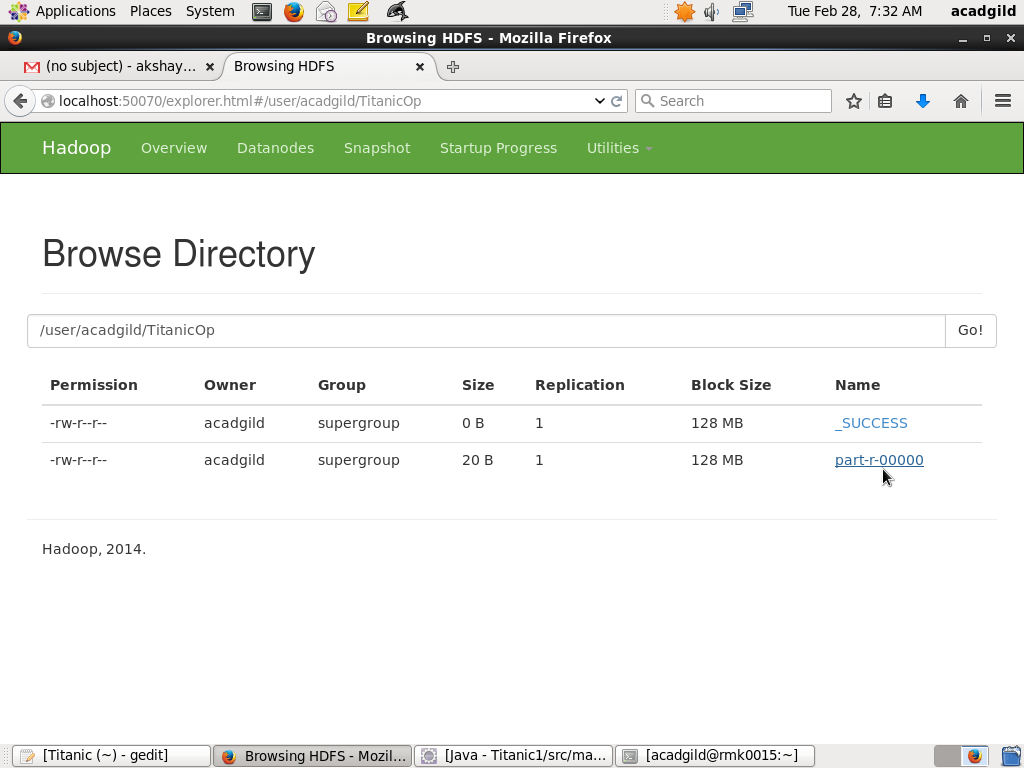 Applications Places System Tue Feb 28, 7:32 AM acadgild
Browsing HDFS - Mozilla Firefox
(no subject) - akshay... Browsing HDFS
localhost:50070/explorer.html#/user/acadgild/TitanicOp Search
Hadoop Overview Datanodes Snapshot Startup Progress Utilities
Browse Directory
/user/acadgild/TitanicOp Go!
Permission Owner Group Size Replication Block Size Name
-rw-r--r-- acadgild supergroup 0 B 1 128 MB _SUCCESS
-rw-r--r-- acadgild supergroup 20 B 1 128 MB part-r-00000
Hadoop, 2014.
[Titanic (~) - gedit] Browsing HDFS - Mozil... [Java - Titanic1/src/ma... [acadgild@rmk0015:~]